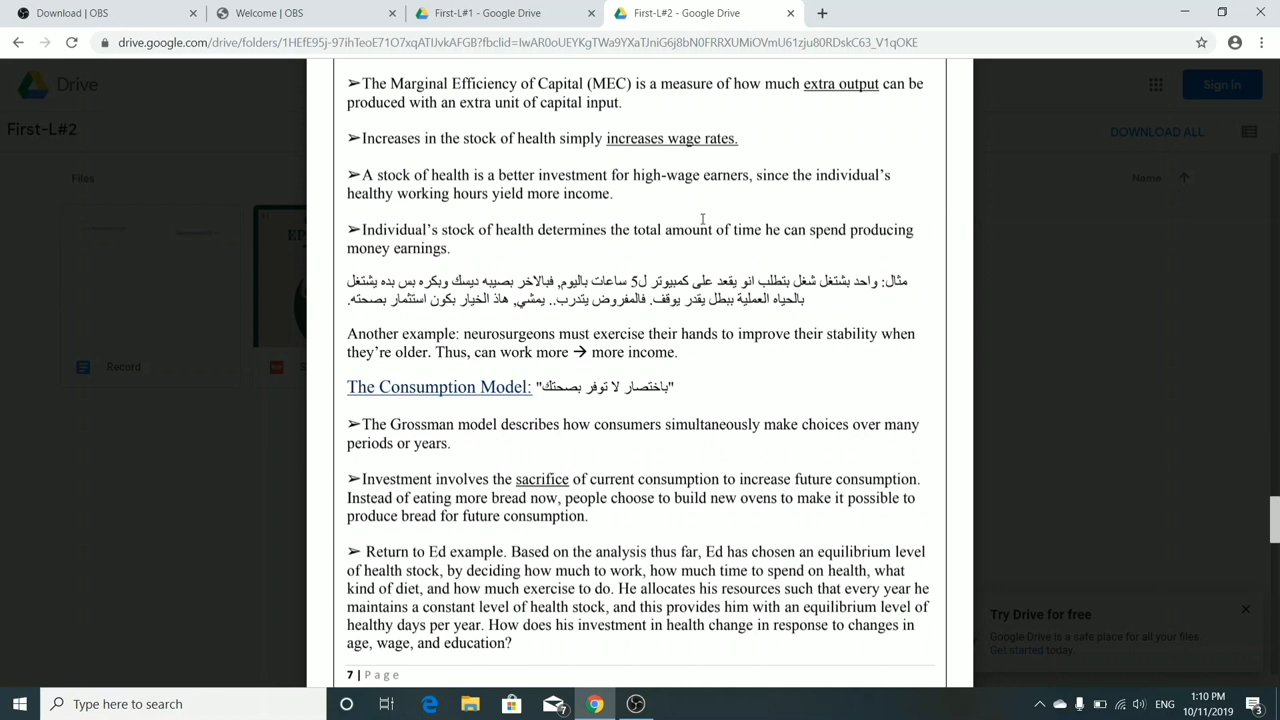 Download | OBS
Welcome | OBS
First-L#1 - Google Drive
First-L#2 - Google Drive
drive.google.com/drive/folders/1HEfE95j-97ihTeoE71O7xqATIJvkAFGB?fbclid=IwAR0oUEYKgTWa9YXaTJniG6j8bN0FRRXUMiOVmU61zju80RDskC63_V1qOKE
Drive
Sign in
First-L#2
DOWNLOAD ALL
Files
Name
Record
➢The Marginal Efficiency of Capital (MEC) is a measure of how much extra output can be
produced with an extra unit of capital input.
➢Increases in the stock of health simply increases wage rates.
➢A stock of health is a better investment for high-wage earners, since the individual’s
healthy working hours yield more income.
➢Individual’s stock of health determines the total amount of time he can spend producing
money earnings.
مثال: واحد بشتغل شغل بتطلب انو يقعد على كمبيوتر ل5 ساعات باليوم, فبالاخر بصيبه ديسك وبكره بس بده يشتغل
بالحياه العملية ببطل يقدر يوقف. فالمفروض يتدرب.. يمشي, هاذ الخيار بكون استثمار بصحته.
Another example: neurosurgeons must exercise their hands to improve their stability when
they’re older. Thus, can work more → more income.
The Consumption Model: "باختصار لا توفر بصحتك"
➢The Grossman model describes how consumers simultaneously make choices over many
periods or years.
➢Investment involves the sacrifice of current consumption to increase future consumption.
Instead of eating more bread now, people choose to build new ovens to make it possible to
produce bread for future consumption.
➢ Return to Ed example. Based on the analysis thus far, Ed has chosen an equilibrium level
of health stock, by deciding how much to work, how much time to spend on health, what
kind of diet, and how much exercise to do. He allocates his resources such that every year he
maintains a constant level of health stock, and this provides him with an equilibrium level of
healthy days per year. How does his investment in health change in response to changes in
age, wage, and education?
7 | Page
Try Drive for free
Google Drive is a safe place for all your files
Get started today.
Type here to search
7
ENG
1:10 PM
10/11/2019
3